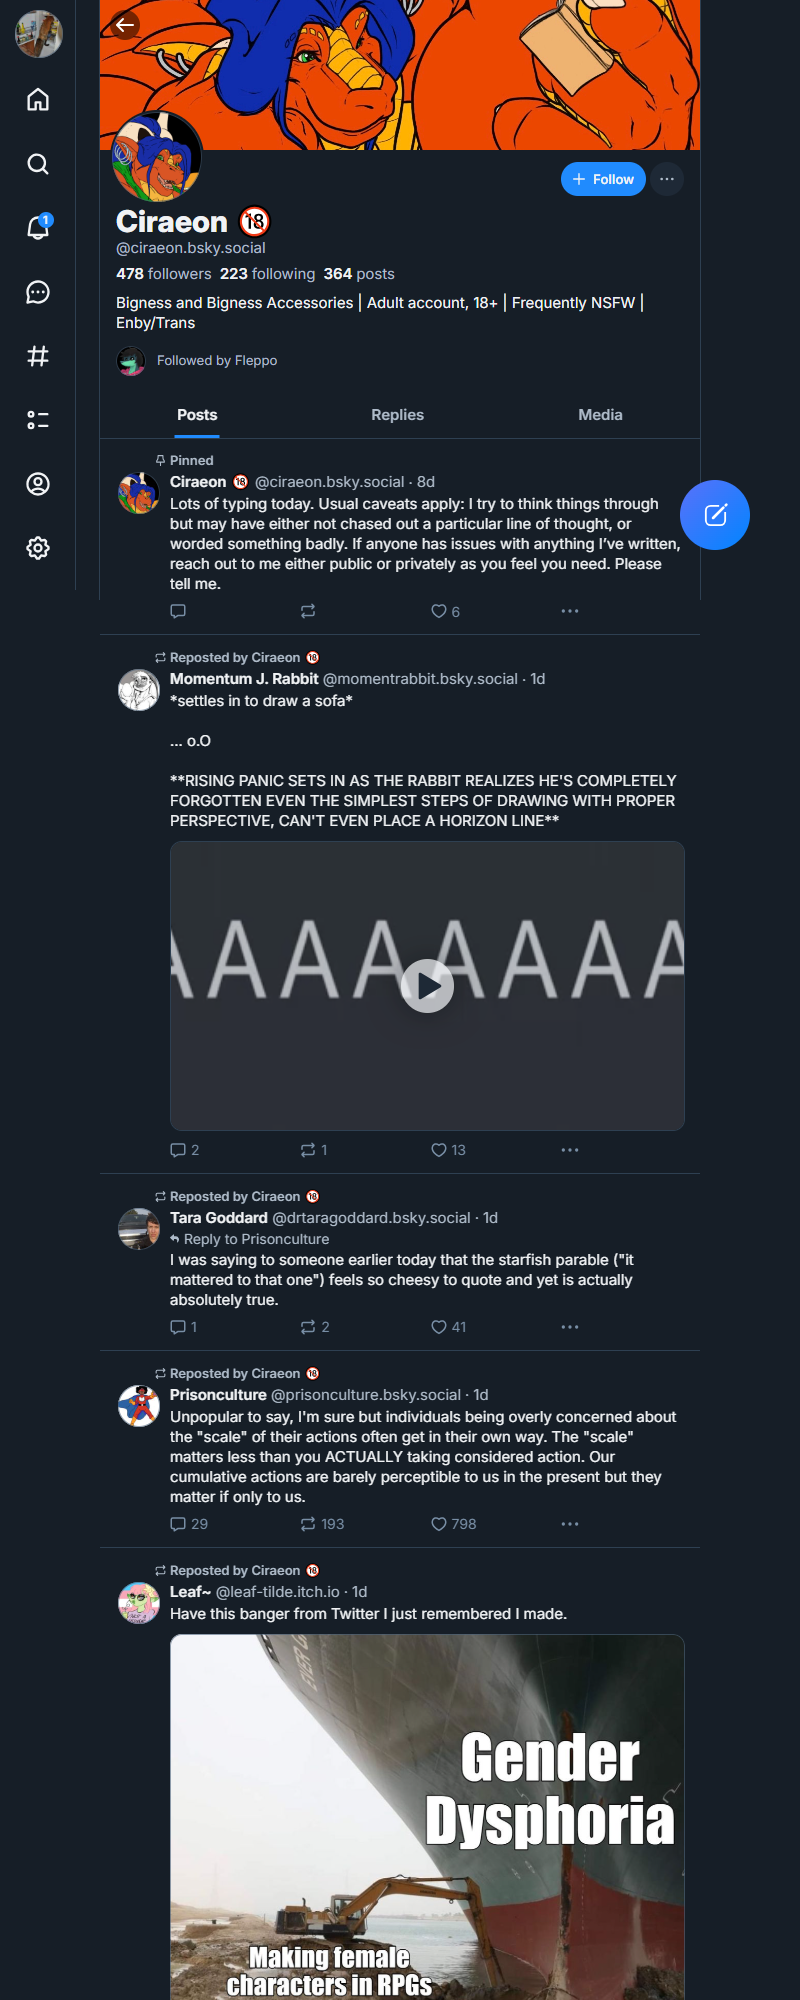 1
+ Follow
Ciraeon 🔞
@ciraeon.bsky.social
478 followers 223 following 364 posts
Bigness and Bigness Accessories | Adult account, 18+ | Frequently NSFW |
Enby/Trans
Followed by Fleppo
Posts Replies Media
Pinned
Ciraeon 🔞 @ciraeon.bsky.social · 8d
Lots of typing today. Usual caveats apply: I try to think things through
but may have either not chased out a particular line of thought, or
worded something badly. If anyone has issues with anything I've written,
reach out to me either public or privately as you feel you need. Please
tell me.
6
Reposted by Ciraeon 🔞
Momentum J. Rabbit @momentrabbit.bsky.social · 1d
*settles in to draw a sofa*
... o.O
**RISING PANIC SETS IN AS THE RABBIT REALIZES HE'S COMPLETELY
FORGOTTEN EVEN THE SIMPLEST STEPS OF DRAWING WITH PROPER
PERSPECTIVE, CAN'T EVEN PLACE A HORIZON LINE**
AAAAAAAA
2 1 13
Reposted by Ciraeon 🔞
Tara Goddard @drtaragoddard.bsky.social · 1d
Reply to Prisonculture
I was saying to someone earlier today that the starfish parable ("it
mattered to that one") feels so cheesy to quote and yet is actually
absolutely true.
1 2 41
Reposted by Ciraeon 🔞
Prisonculture @prisonculture.bsky.social · 1d
Unpopular to say, I'm sure but individuals being overly concerned about
the "scale" of their actions often get in their own way. The "scale"
matters less than you ACTUALLY taking considered action. Our
cumulative actions are barely perceptible to us in the present but they
matter if only to us.
29 193 798
Reposted by Ciraeon 🔞
Leaf~ @leaf-tilde.itch.io · 1d
Have this banger from Twitter I just remembered I made.
EVER G
Gender
Dysphoria
Making female
characters in RPGs